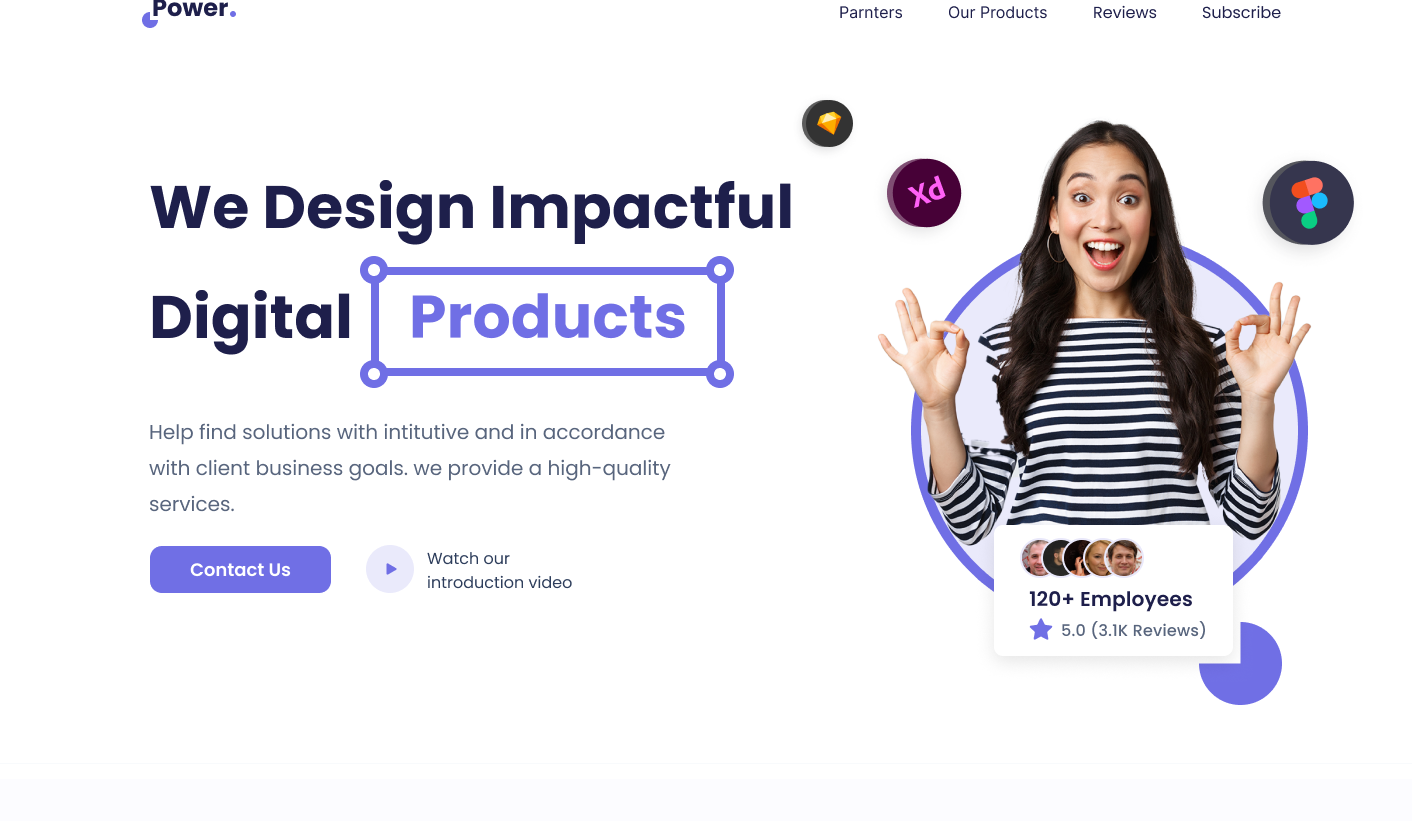 Power.
Parnters Our Products Reviews Subscribe
We Design Impactful
Digital Products
Help find solutions with intitutive and in accordance
with client business goals. we provide a high-quality
services.
Contact Us
Watch our
introduction video
Xd
120+ Employees
5.0 (3.1K Reviews)